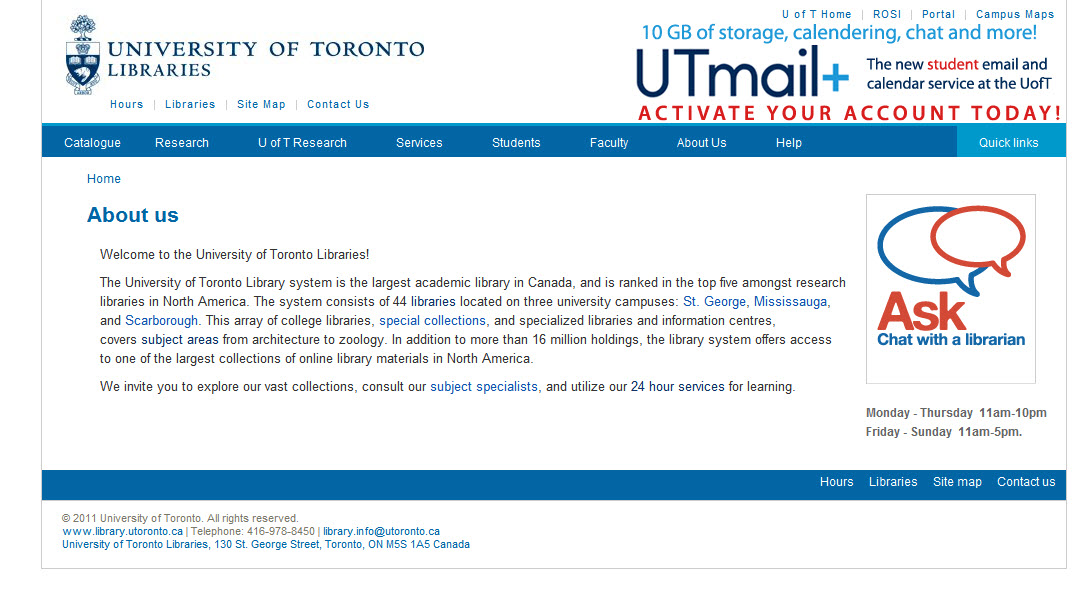 U of T Home | ROSI | Portal | Campus Maps
UNIVERSITY OF TORONTO
LIBRARIES
10 GB of storage, calendering, chat and more!
UTmail+
The new student email and
calendar service at the UofT
ACTIVATE YOUR ACCOUNT TODAY!
Hours | Libraries | Site Map | Contact Us
Catalogue Research U of T Research Services Students Faculty About Us Help Quick links
Home
About us
Welcome to the University of Toronto Libraries!
The University of Toronto Library system is the largest academic library in Canada, and is ranked in the top five amongst research
libraries in North America. The system consists of 44 libraries located on three university campuses: St. George, Mississauga,
and Scarborough. This array of college libraries, special collections, and specialized libraries and information centres,
covers subject areas from architecture to zoology. In addition to more than 16 million holdings, the library system offers access
to one of the largest collections of online library materials in North America.
We invite you to explore our vast collections, consult our subject specialists, and utilize our 24 hour services for learning.
Ask
Chat with a librarian
Monday - Thursday 11am-10pm
Friday - Sunday 11am-5pm.
Hours Libraries Site map Contact us
© 2011 University of Toronto. All rights reserved.
www.library.utoronto.ca | Telephone: 416-978-8450 | library.info@utoronto.ca
University of Toronto Libraries, 130 St. George Street, Toronto, ON M5S 1A5 Canada